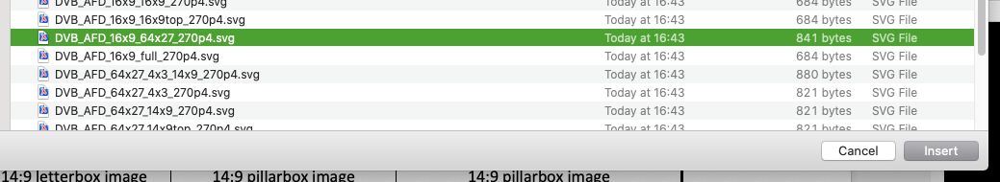 DVB_AFD_16x9_16x9_270p4.svg Today at 16:43 684 bytes SVG File
DVB_AFD_16x9_16x9top_270p4.svg Today at 16:43 684 bytes SVG File
DVB_AFD_16x9_64x27_270p4.svg Today at 16:43 841 bytes SVG File
DVB_AFD_16x9_full_270p4.svg Today at 16:43 684 bytes SVG File
DVB_AFD_64x27_4x3_14x9_270p4.svg Today at 16:43 880 bytes SVG File
DVB_AFD_64x27_4x3_270p4.svg Today at 16:43 821 bytes SVG File
DVB_AFD_64x27_14x9_270p4.svg Today at 16:43 821 bytes SVG File
DVB_AFD_64x27_14x9top_270p4.svg Today at 16:43 821 bytes SVG File
Cancel Insert
14:9 letterbox image 14:9 pillarbox image 14:9 pillarbox image